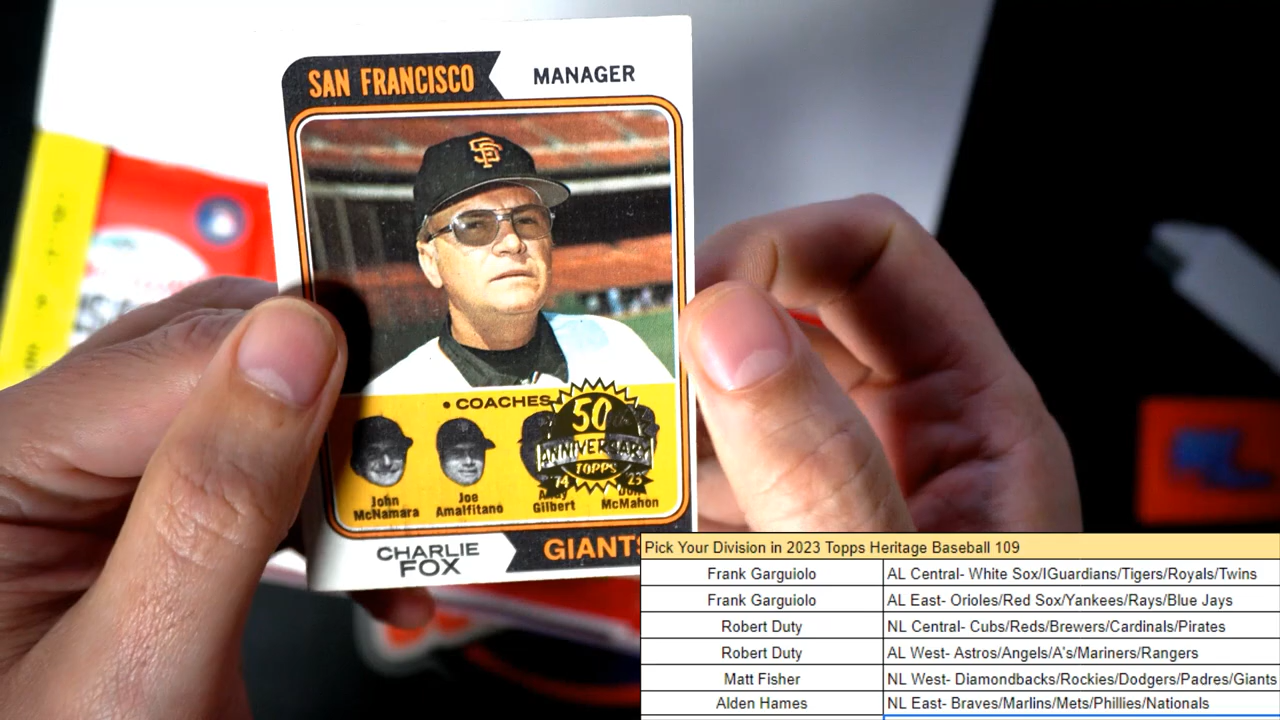 SAN FRANCISCO
MANAGER
SF
• COACHES
50
ANNIVERSARY
TOPPS
74 23
John McNamara
Joe Amalfitano
Andy Gilbert
Don McMahon
CHARLIE FOX
GIANTS
Pick Your Division in 2023 Topps Heritage Baseball 109
Frank Garguiolo AL Central- White Sox/IGuardians/Tigers/Royals/Twins
Frank Garguiolo AL East- Orioles/Red Sox/Yankees/Rays/Blue Jays
Robert Duty NL Central- Cubs/Reds/Brewers/Cardinals/Pirates
Robert Duty AL West- Astros/Angels/A's/Mariners/Rangers
Matt Fisher NL West- Diamondbacks/Rockies/Dodgers/Padres/Giants
Alden Hames NL East- Braves/Marlins/Mets/Phillies/Nationals